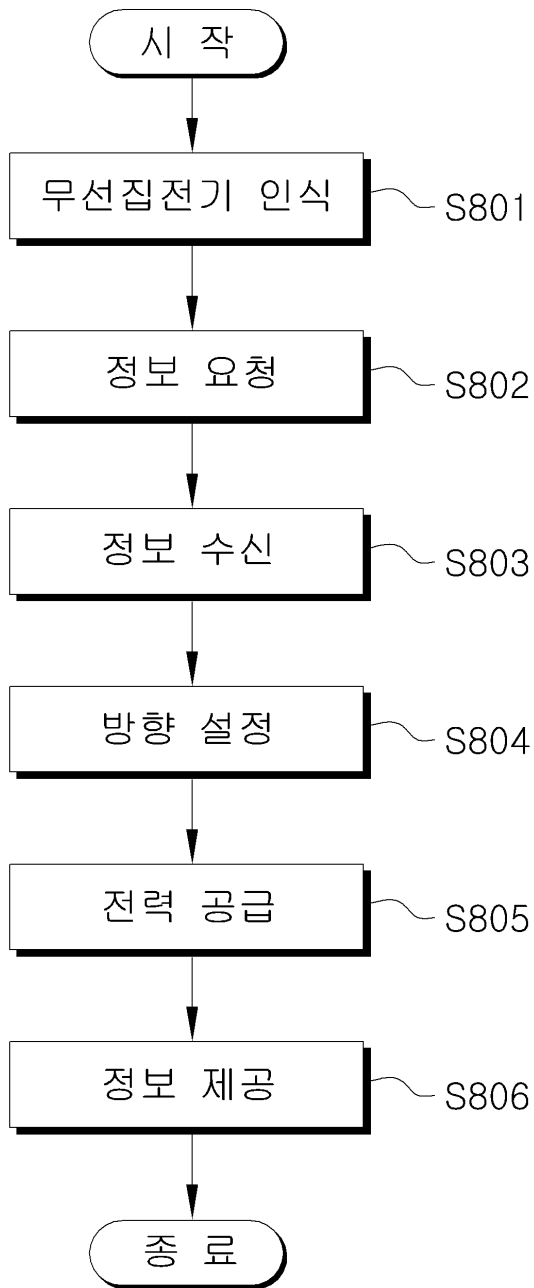 시 작
무선집전기 인식
S801
정보 요청
S802
정보 수신
S803
방향 설정
S804
전력 공급
S805
정보 제공
S806
종 료